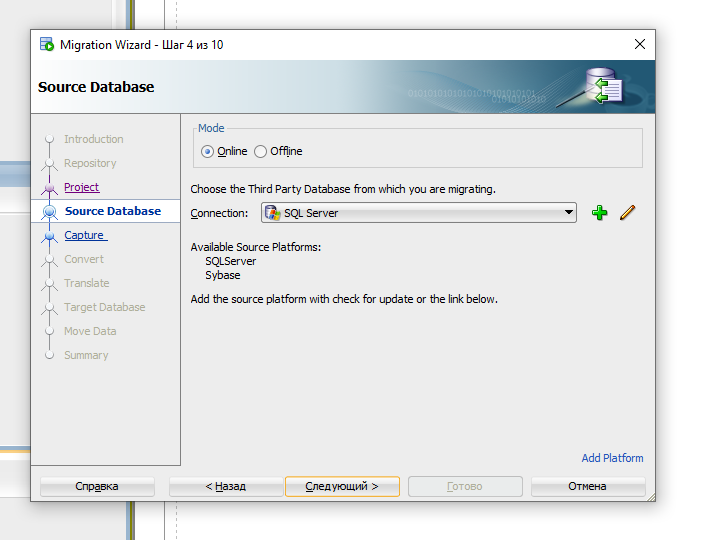 Migration Wizard - Шаг 4 из 10
Source Database
Introduction
Repository
Project
Source Database
Capture
Convert
Translate
Target Database
Move Data
Summary
Mode
Online Offline
Choose the Third Party Database from which you are migrating.
Connection: SQL Server
Available Source Platforms:
SQLServer
Sybase
Add the source platform with check for update or the link below.
Add Platform
Справка < Назад Следующий > Готово Отмена